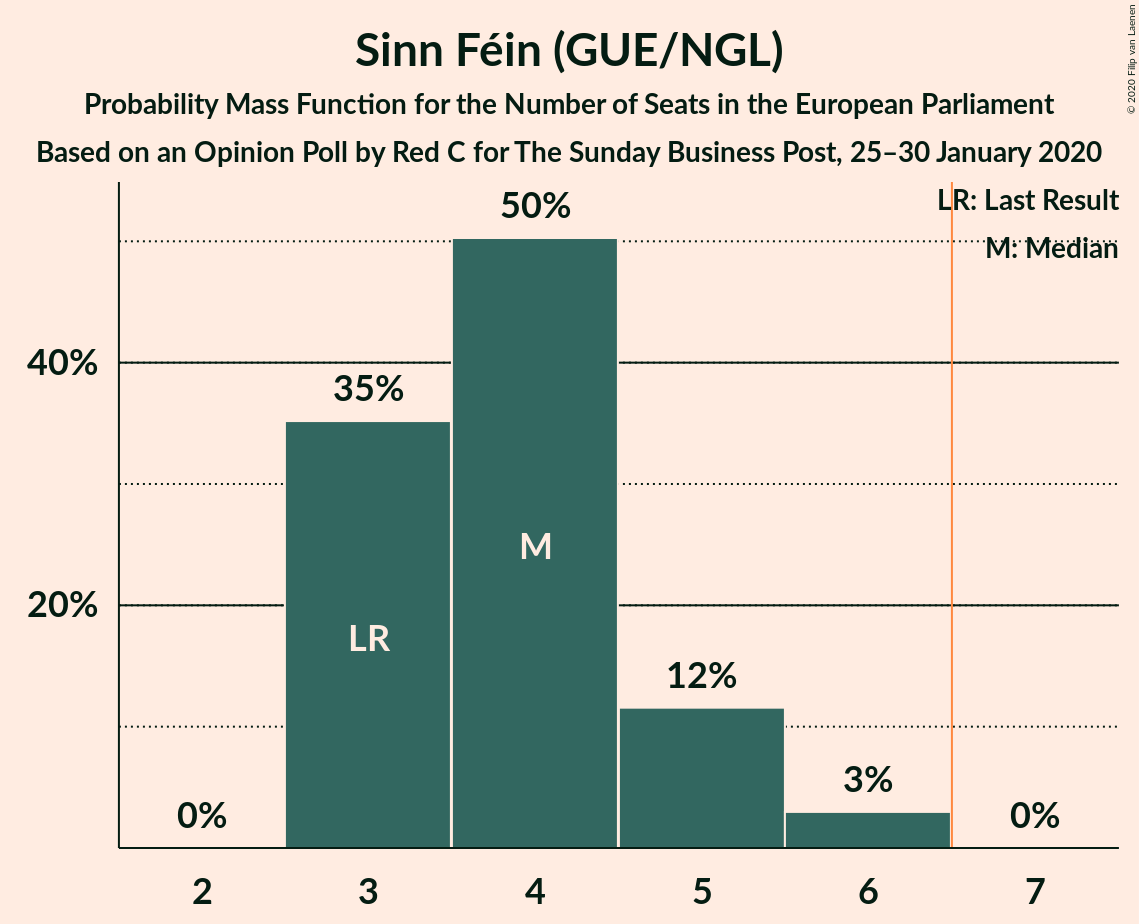 Sinn Féin (GUE/NGL)
Probability Mass Function for the Number of Seats in the European Parliament
Based on an Opinion Poll by Red C for The Sunday Business Post, 25–30 January 2020
© 2020 Filip van Laenen
LR: Last Result
M: Median
50%
40%
35%
M
20%
LR
12%
3%
0%
0%
2 3 4 5 6 7